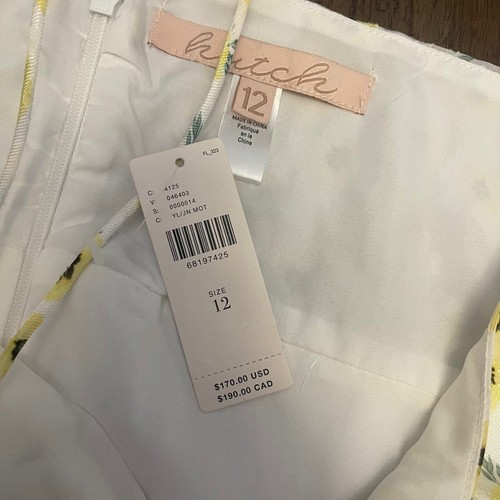 hutch
12
MADE IN CHINA
Fabriqué
en la
Chine
FL_323
C: 4125
V: 046403
S: 0000014
C: YL/JN MOT
68197425
SIZE
12
$170.00 USD
$190.00 CAD